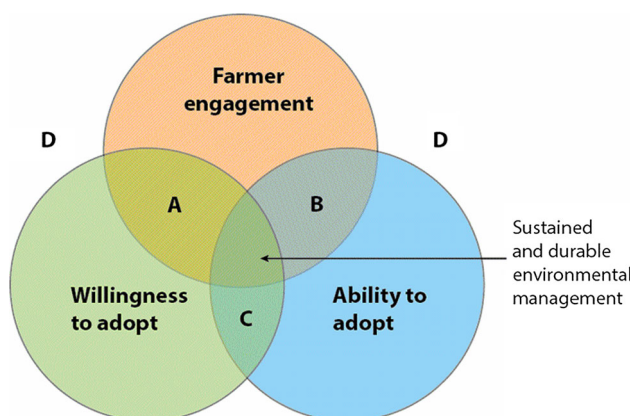 Farmer
engagement
D
D
A
B
Sustained
and durable
environmental
management
Willingness
to adopt
Ability to
adopt
C